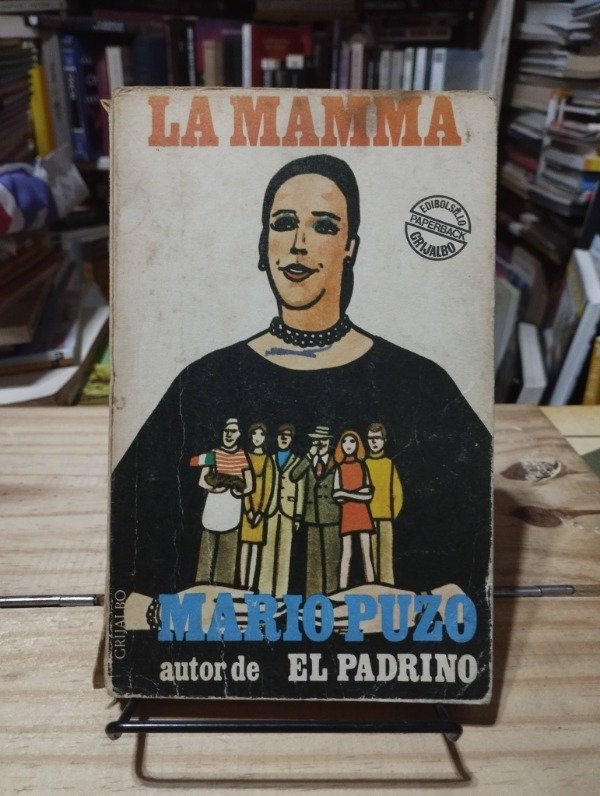 LA MAMMA
EDIBOLSILLO
PAPERBACK
GRIJALBO
GRIJALBO
MARIO PUZO
autor de EL PADRINO